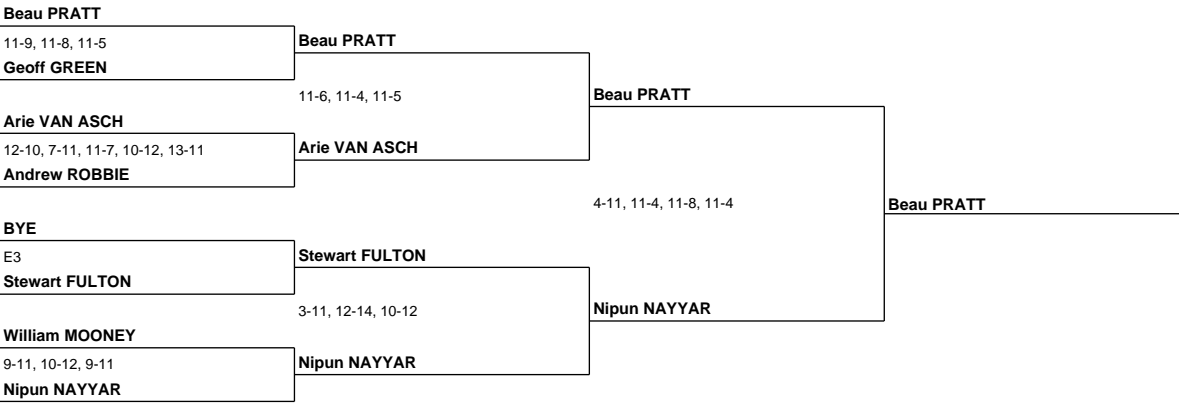 Beau PRATT
11-9, 11-8, 11-5
Geoff GREEN
Arie VAN ASCH
12-10, 7-11, 11-7, 10-12, 13-11
Andrew ROBBIE
BYE
E3
Stewart FULTON
William MOONEY
9-11, 10-12, 9-11
Nipun NAYYAR
Beau PRATT
11-6, 11-4, 11-5
Arie VAN ASCH
Stewart FULTON
3-11, 12-14, 10-12
Nipun NAYYAR
Beau PRATT
4-11, 11-4, 11-8, 11-4
Nipun NAYYAR
Beau PRATT